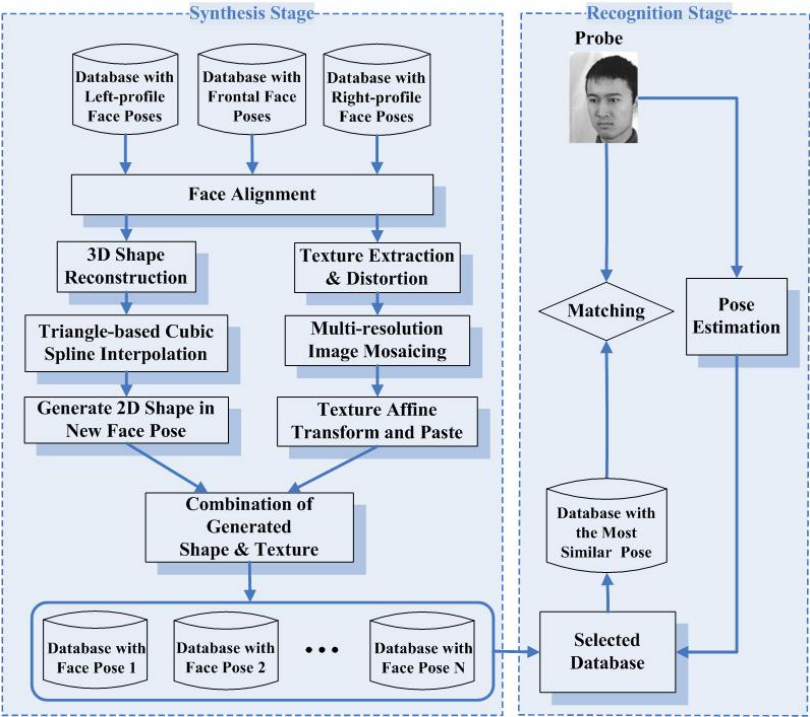 Synthesis Stage
Database with
Left-profile
Face Poses
Database with
Frontal Face
Poses
Database with
Right-profile
Face Poses
Face Alignment
3D Shape
Reconstruction
Texture Extraction
& Distortion
Triangle-based Cubic
Spline Interpolation
Multi-resolution
Image Mosaicing
Generate 2D Shape in
New Face Pose
Texture Affine
Transform and Paste
Combination of
Generated
Shape & Texture
Database with
Face Pose 1
Database with
Face Pose 2
•••
Database with
Face Pose N
Recognition Stage
Probe
Matching
Pose
Estimation
Database with
the Most
Similar Pose
Selected
Database